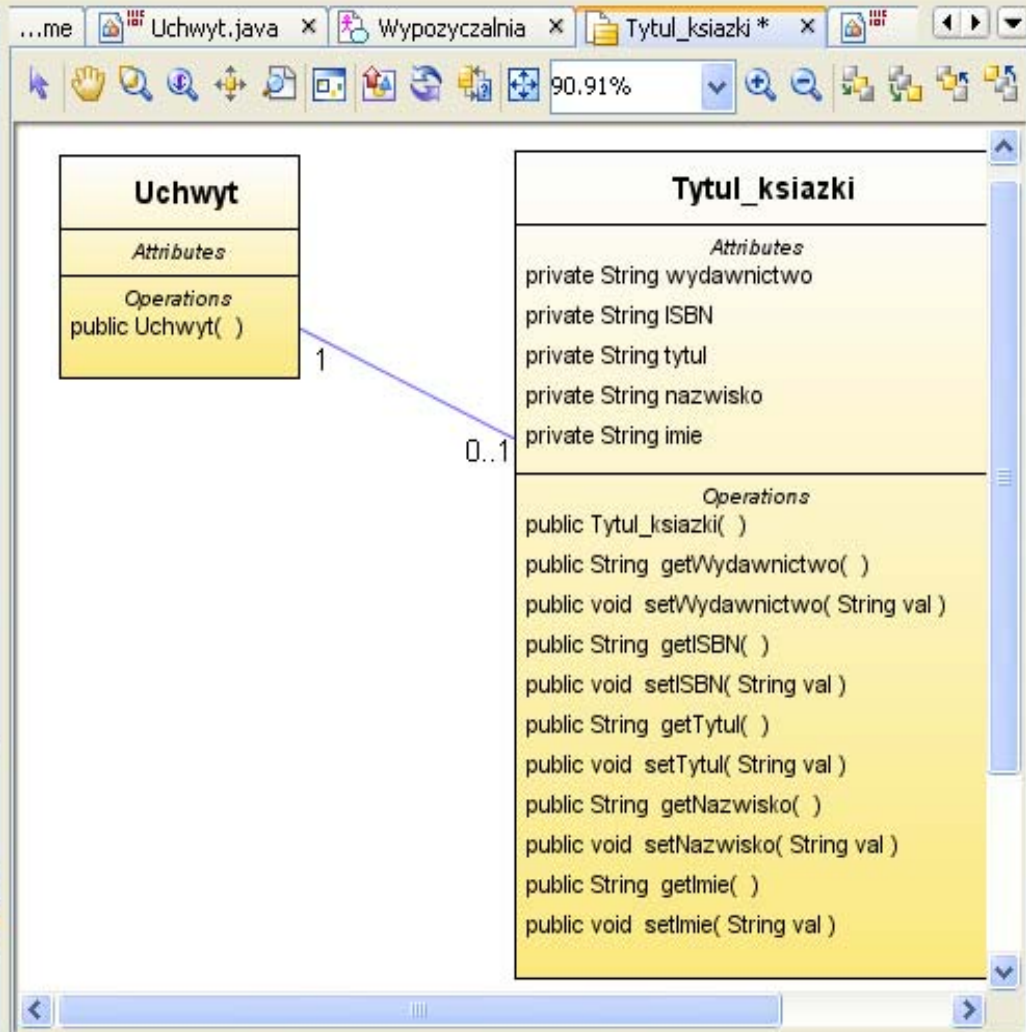 ...me Uchwyt.java Wypozyczalnia Tytul_ksiazki *
90.91%
Uchwyt
Attributes
Operations
public Uchwyt( )
1
0..1
Tytul_ksiazki
Attributes
private String wydawnictwo
private String ISBN
private String tytul
private String nazwisko
private String imie
Operations
public Tytul_ksiazki( )
public String getWydawnictwo( )
public void setWydawnictwo( String val )
public String getISBN( )
public void setISBN( String val )
public String getTytul( )
public void setTytul( String val )
public String getNazwisko( )
public void setNazwisko( String val )
public String getImie( )
public void setImie( String val )